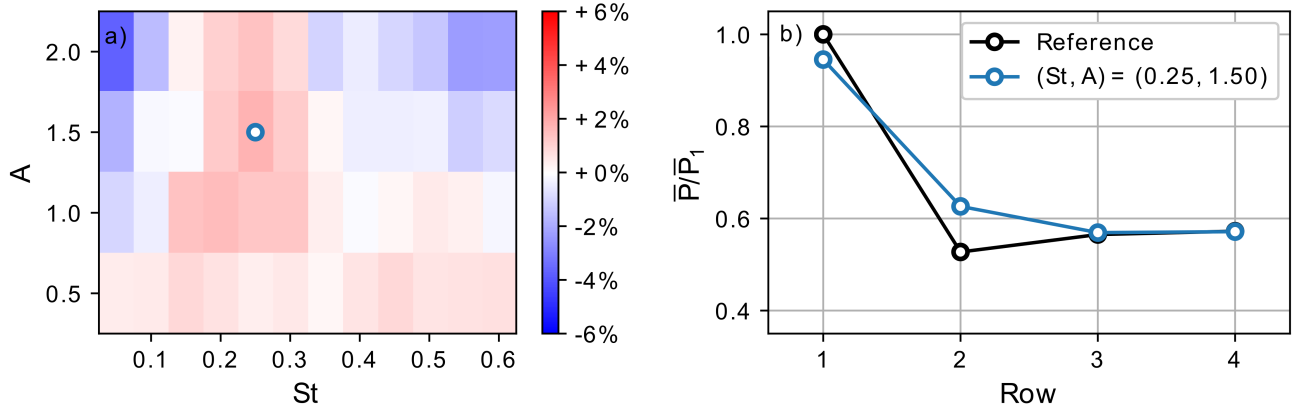 a)
2.0
1.5
1.0
0.5
A
0.1 0.2 0.3 0.4 0.5 0.6
St
+ 6%
+ 4%
+ 2%
+ 0%
-2%
-4%
-6%
b)
Reference
(St, A) = (0.25, 1.50)
1.0
0.8
0.6
0.4
P̅/P̅₁
1 2 3 4
Row